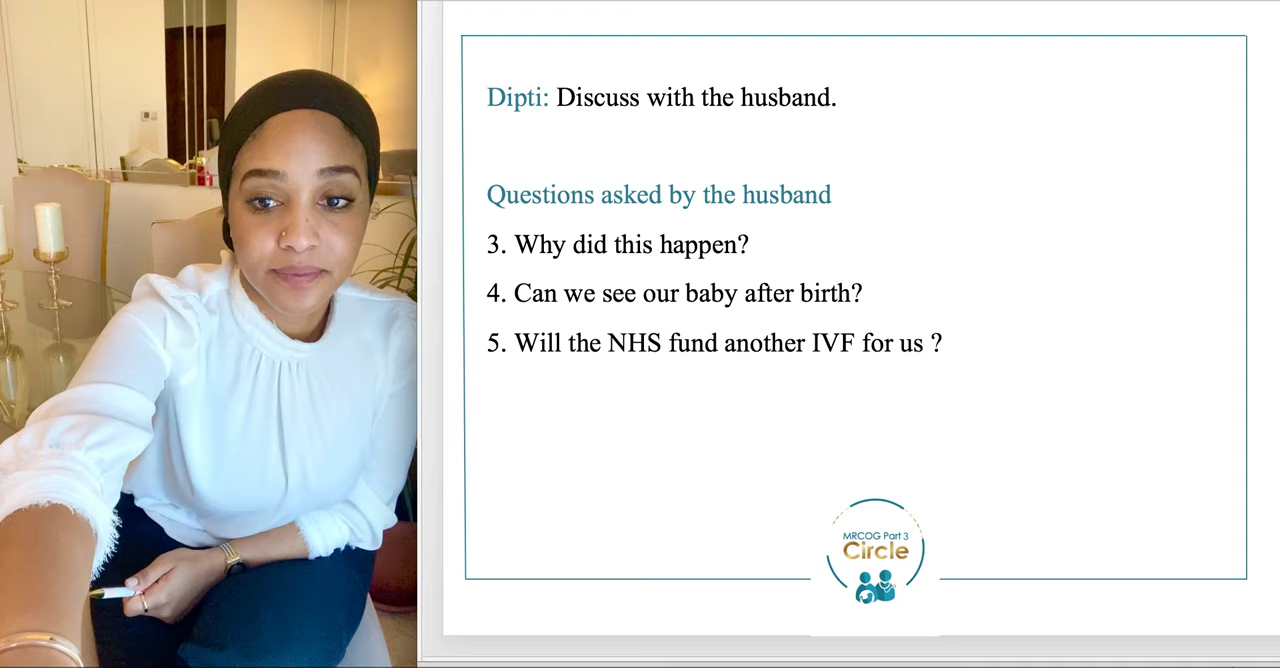 Dipti: Discuss with the husband.
Questions asked by the husband
3. Why did this happen?
4. Can we see our baby after birth?
5. Will the NHS fund another IVF for us ?
MRCOG Part 3
Circle